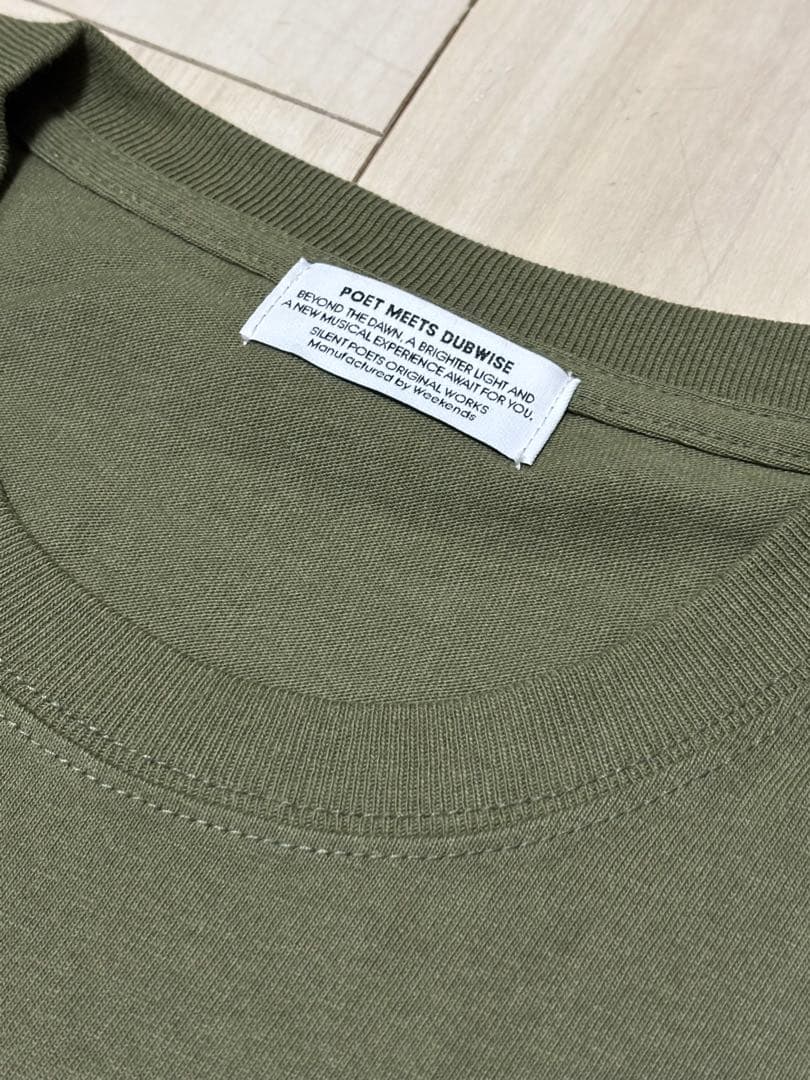 POET MEETS DUBWISE
BEYOND THE DAWN, A BRIGHTER LIGHT AND
A NEW MUSICAL EXPERIENCE AWAIT FOR YOU.
SILENT POETS ORIGINAL WORKS
Manufactured by Weekends